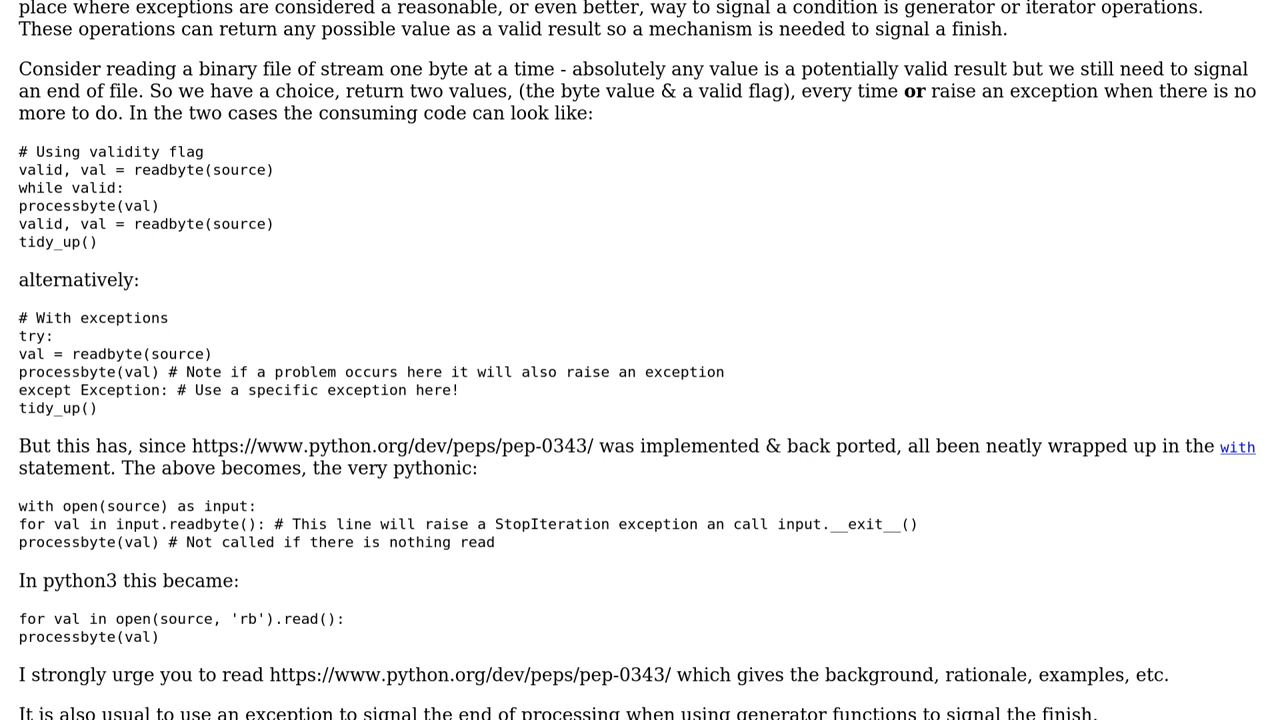 place where exceptions are considered a reasonable, or even better, way to signal a condition is generator or iterator operations.
These operations can return any possible value as a valid result so a mechanism is needed to signal a finish.
Consider reading a binary file of stream one byte at a time - absolutely any value is a potentially valid result but we still need to signal
an end of file. So we have a choice, return two values, (the byte value & a valid flag), every time or raise an exception when there is no
more to do. In the two cases the consuming code can look like:
# Using validity flag
valid, val = readbyte(source)
while valid:
processbyte(val)
valid, val = readbyte(source)
tidy_up()
alternatively:
# With exceptions
try:
val = readbyte(source)
processbyte(val) # Note if a problem occurs here it will also raise an exception
except Exception: # Use a specific exception here!
tidy_up()
But this has, since https://www.python.org/dev/peps/pep-0343/ was implemented & back ported, all been neatly wrapped up in the with
statement. The above becomes, the very pythonic:
with open(source) as input:
for val in input.readbyte(): # This line will raise a StopIteration exception an call input.__exit__()
processbyte(val) # Not called if there is nothing read
In python3 this became:
for val in open(source, 'rb').read():
processbyte(val)
I strongly urge you to read https://www.python.org/dev/peps/pep-0343/ which gives the background, rationale, examples, etc.
It is also usual to use an exception to signal the end of processing when using generator functions to signal the finish.